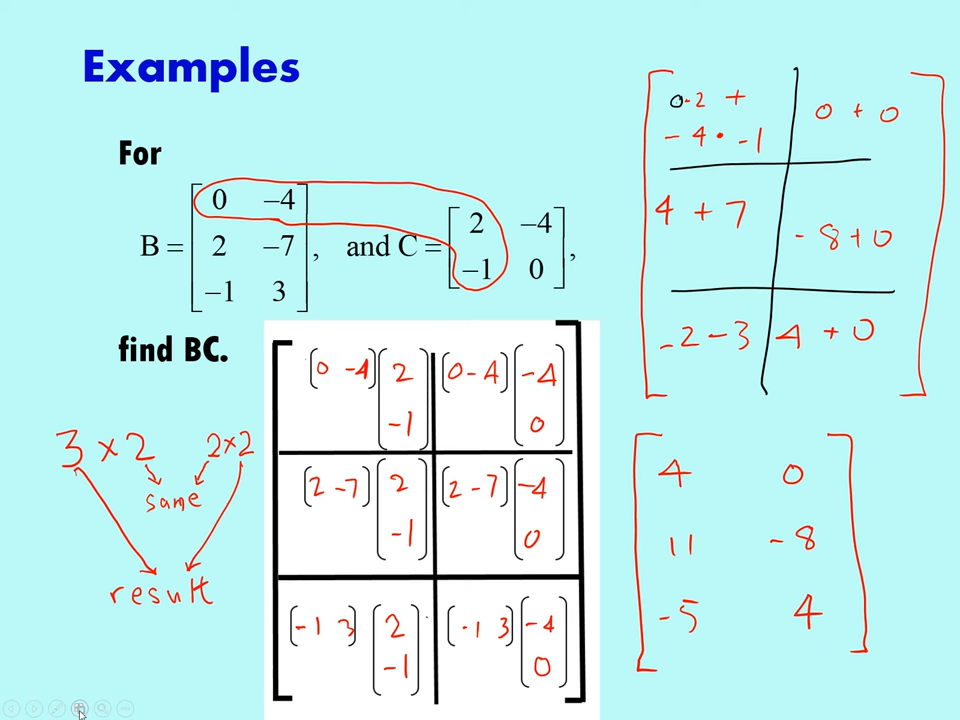 Examples
For
B = [ 0 –4 ; 2 –7 ; –1 3 ], and C = [ 2 –4 ; –1 0 ],
find BC.
3 × 2 2×2
same
result
(0 -4) (2 -1) (0 -4) (-4 0)
(2 -7) (2 -1) (2 -7) (-4 0)
(-1 3) (2 -1) (-1 3) (-4 0)
0·2 + 0 + 0
-4 · -1
4 + 7 -8+0
-2 -3 4 + 0
4 0
11 -8
-5 4